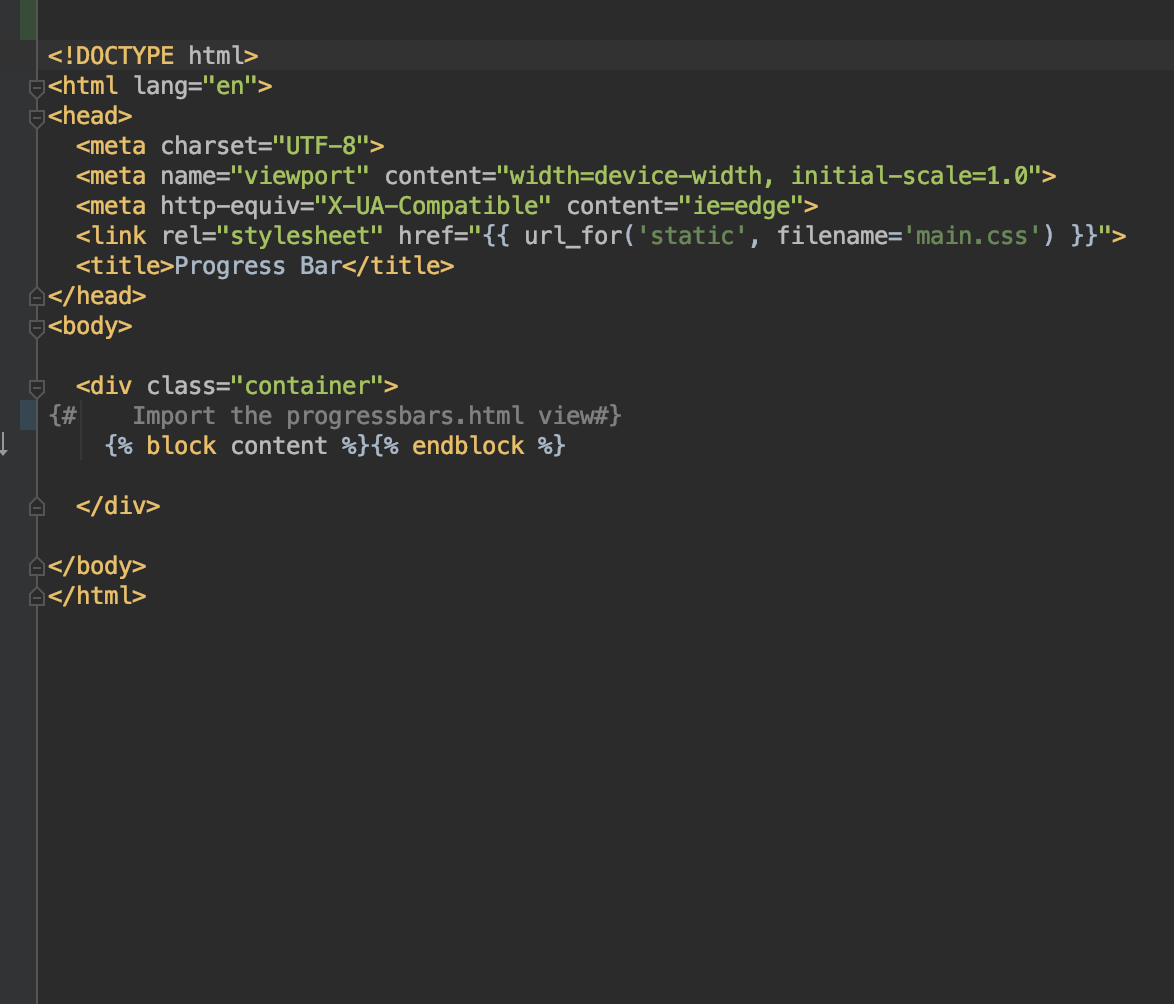 <!DOCTYPE html>
<html lang="en">
<head>
  <meta charset="UTF-8">
  <meta name="viewport" content="width=device-width, initial-scale=1.0">
  <meta http-equiv="X-UA-Compatible" content="ie=edge">
  <link rel="stylesheet" href="{{ url_for('static', filename='main.css') }}">
  <title>Progress Bar</title>
</head>
<body>
  <div class="container">
{#    Import the progressbars.html view#}
    {% block content %}{% endblock %}
  </div>
</body>
</html>